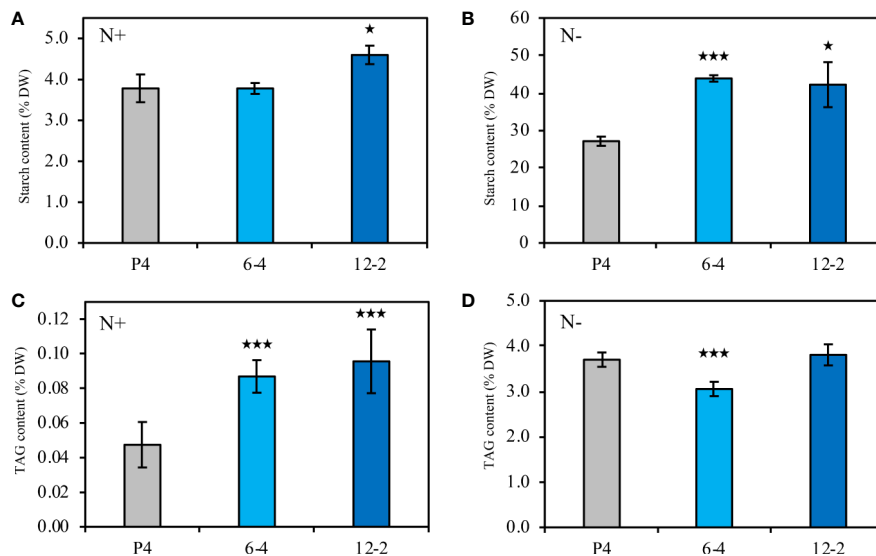 A
N+
★
Starch content (% DW)
5.0
4.0
3.0
2.0
1.0
0.0
P4 6-4 12-2
B
N-
★★★
★
Starch content (% DW)
60
50
40
30
20
10
0
P4 6-4 12-2
C
N+
★★★
★★★
TAG content (% DW)
0.12
0.10
0.08
0.06
0.04
0.02
0.00
P4 6-4 12-2
D
N-
★★★
TAG content (% DW)
5.0
4.0
3.0
2.0
1.0
0.0
P4 6-4 12-2